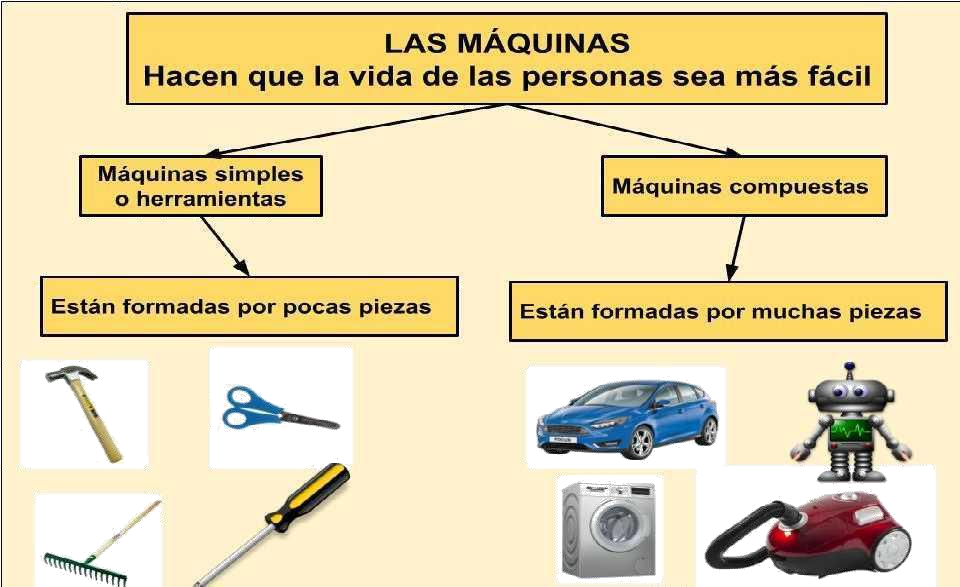 LAS MÁQUINAS
Hacen que la vida de las personas sea más fácil
Máquinas simples
o herramientas
Máquinas compuestas
Están formadas por pocas piezas
Están formadas por muchas piezas
FOCUS